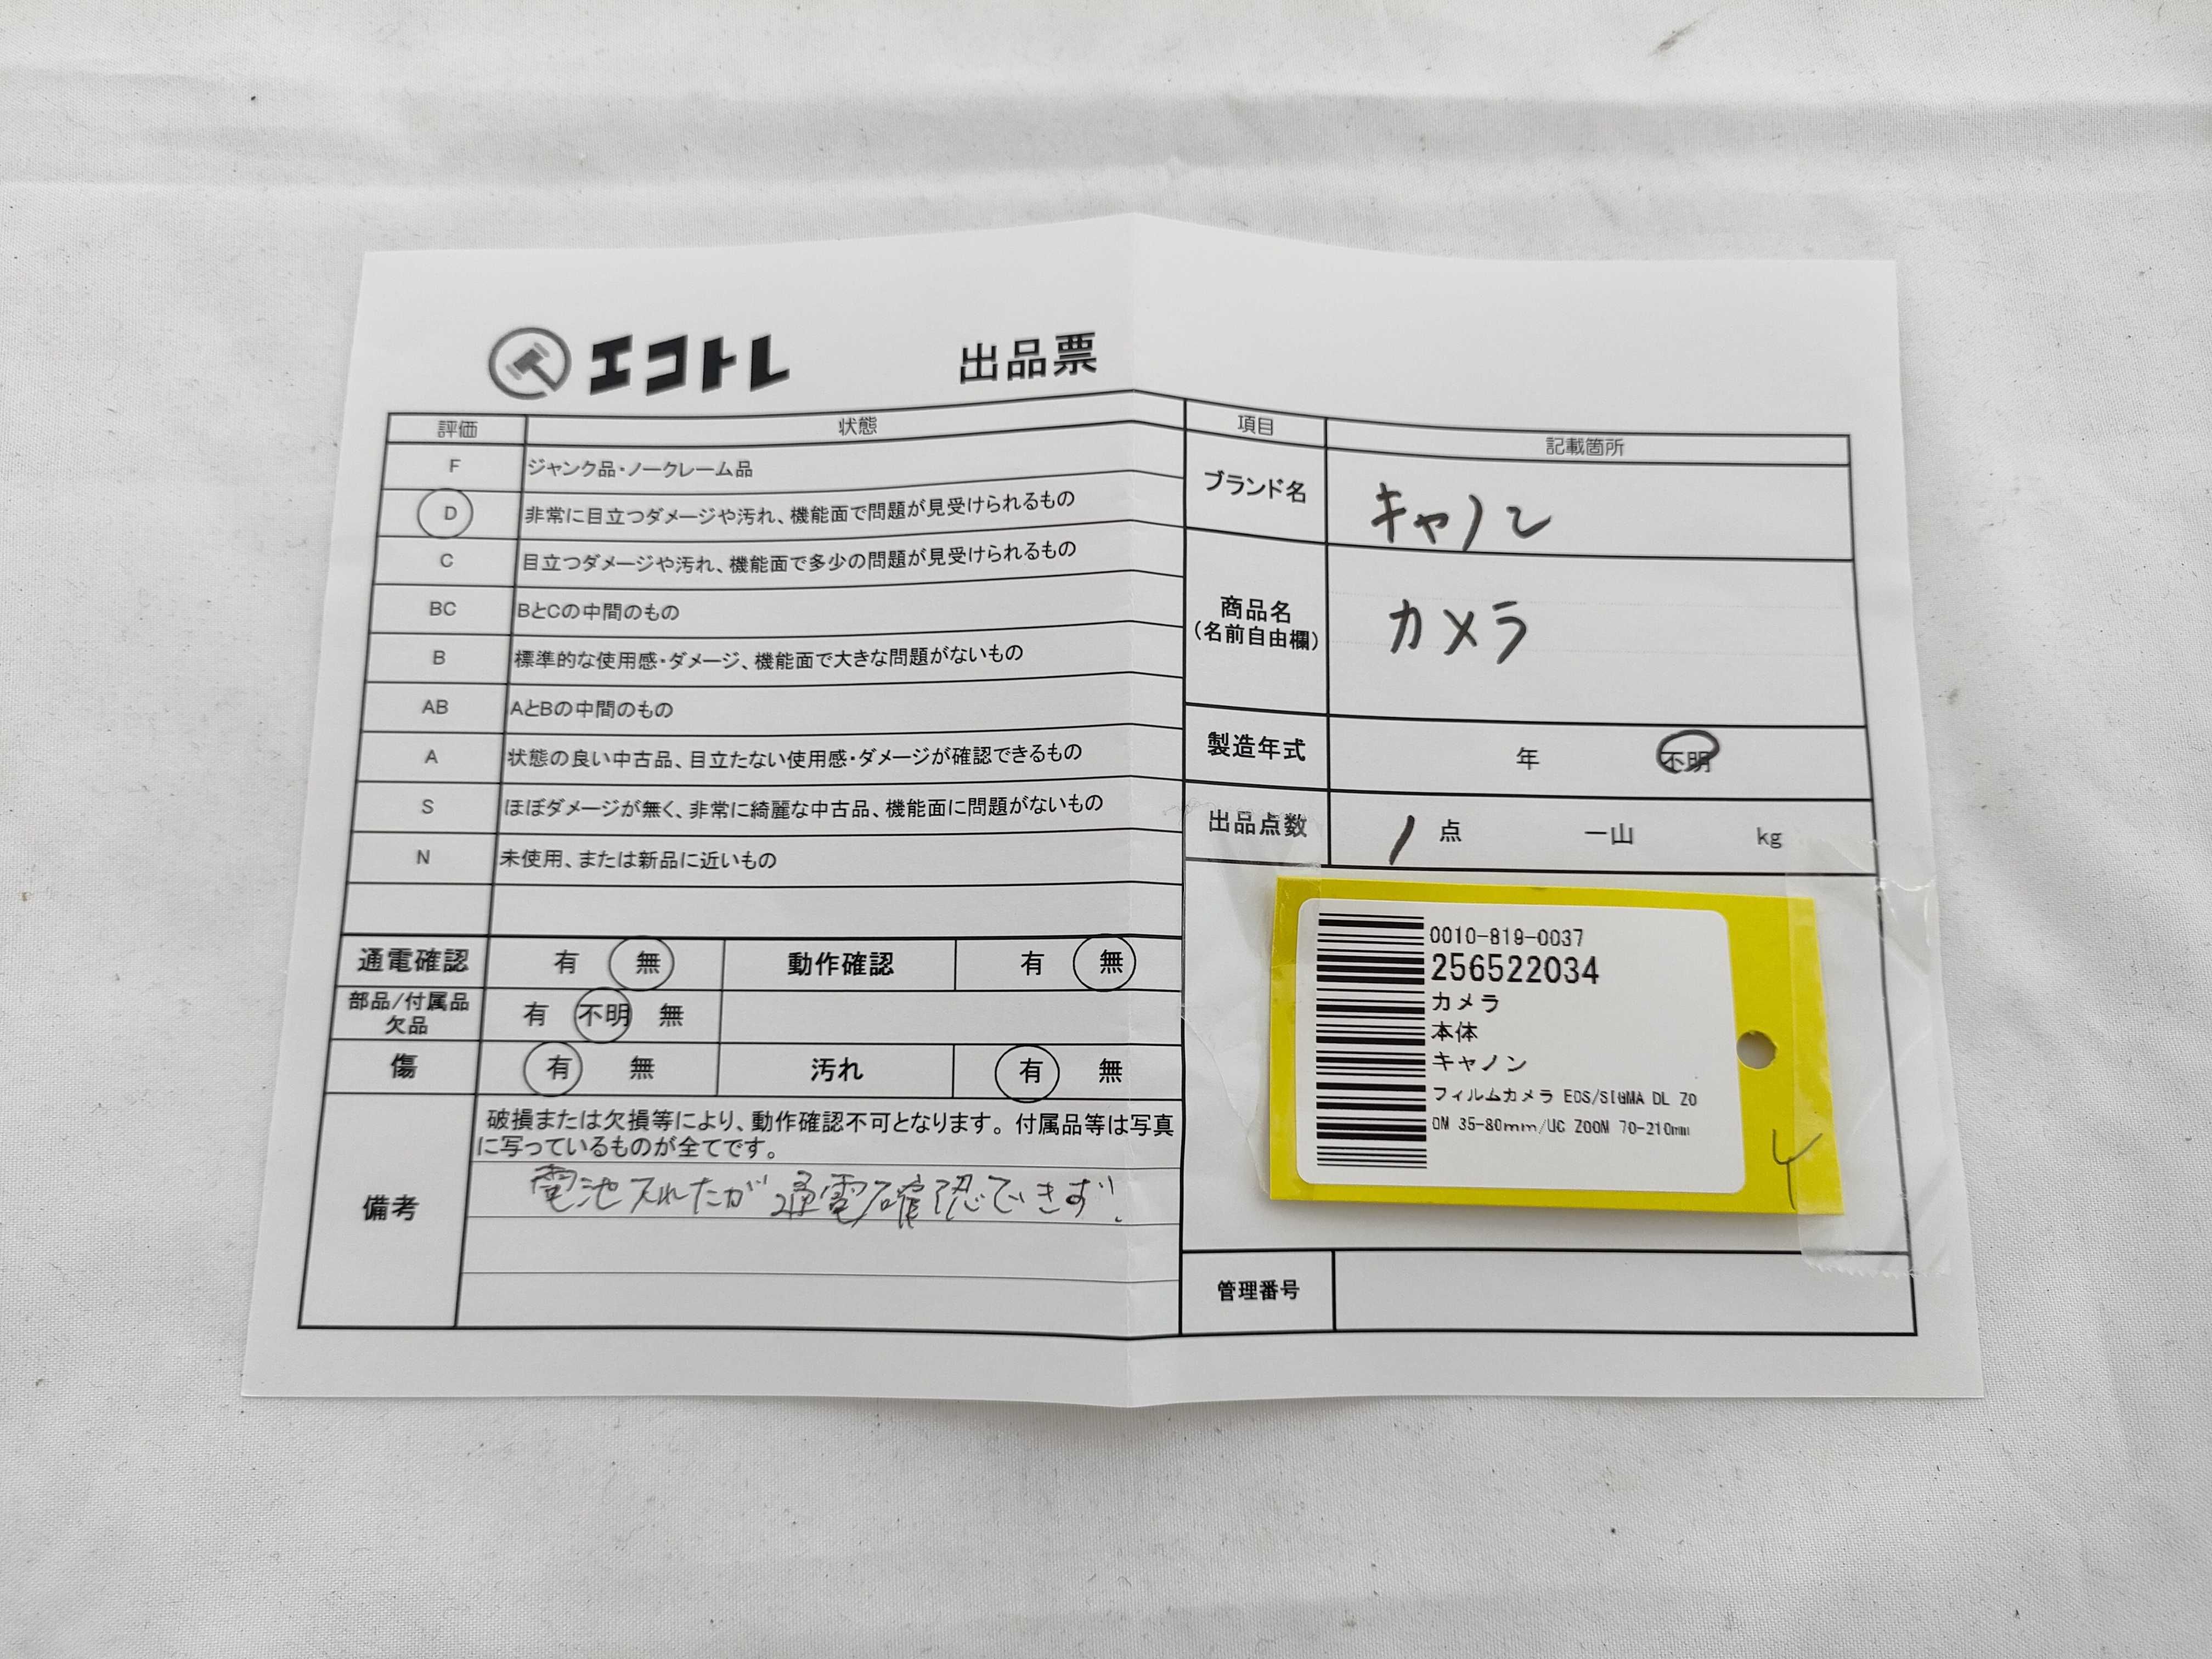 エコトレ 出品票
評価 状態
F ジャンク品・ノークレーム品
D 非常に目立つダメージや汚れ、機能面で問題が見受けられるもの
C 目立つダメージや汚れ、機能面で多少の問題が見受けられるもの
BC BとCの中間のもの
B 標準的な使用感・ダメージ、機能面で大きな問題がないもの
AB AとBの中間のもの
A 状態の良い中古品、目立たない使用感・ダメージが確認できるもの
S ほぼダメージが無く、非常に綺麗な中古品、機能面に問題がないもの
N 未使用、または新品に近いもの
通電確認 有 無 動作確認 有 無
部品/付属品
欠品 有 不明 無
傷 有 無 汚れ 有 無
備考
破損または欠損等により、動作確認不可となります。付属品等は写真
に写っているものが全てです。
電池入れたが通電確認できず!
項目 記載箇所
ブランド名 キャノン
商品名
(名前自由欄) カメラ
製造年式 年 不明
出品点数 1 点 一山 kg
0010-819-0037
256522034
カメラ
本体
キャノン
フィルムカメラ EOS/SIGMA DL ZO
OM 35-80mm/UC ZOOM 70-210mm
管理番号